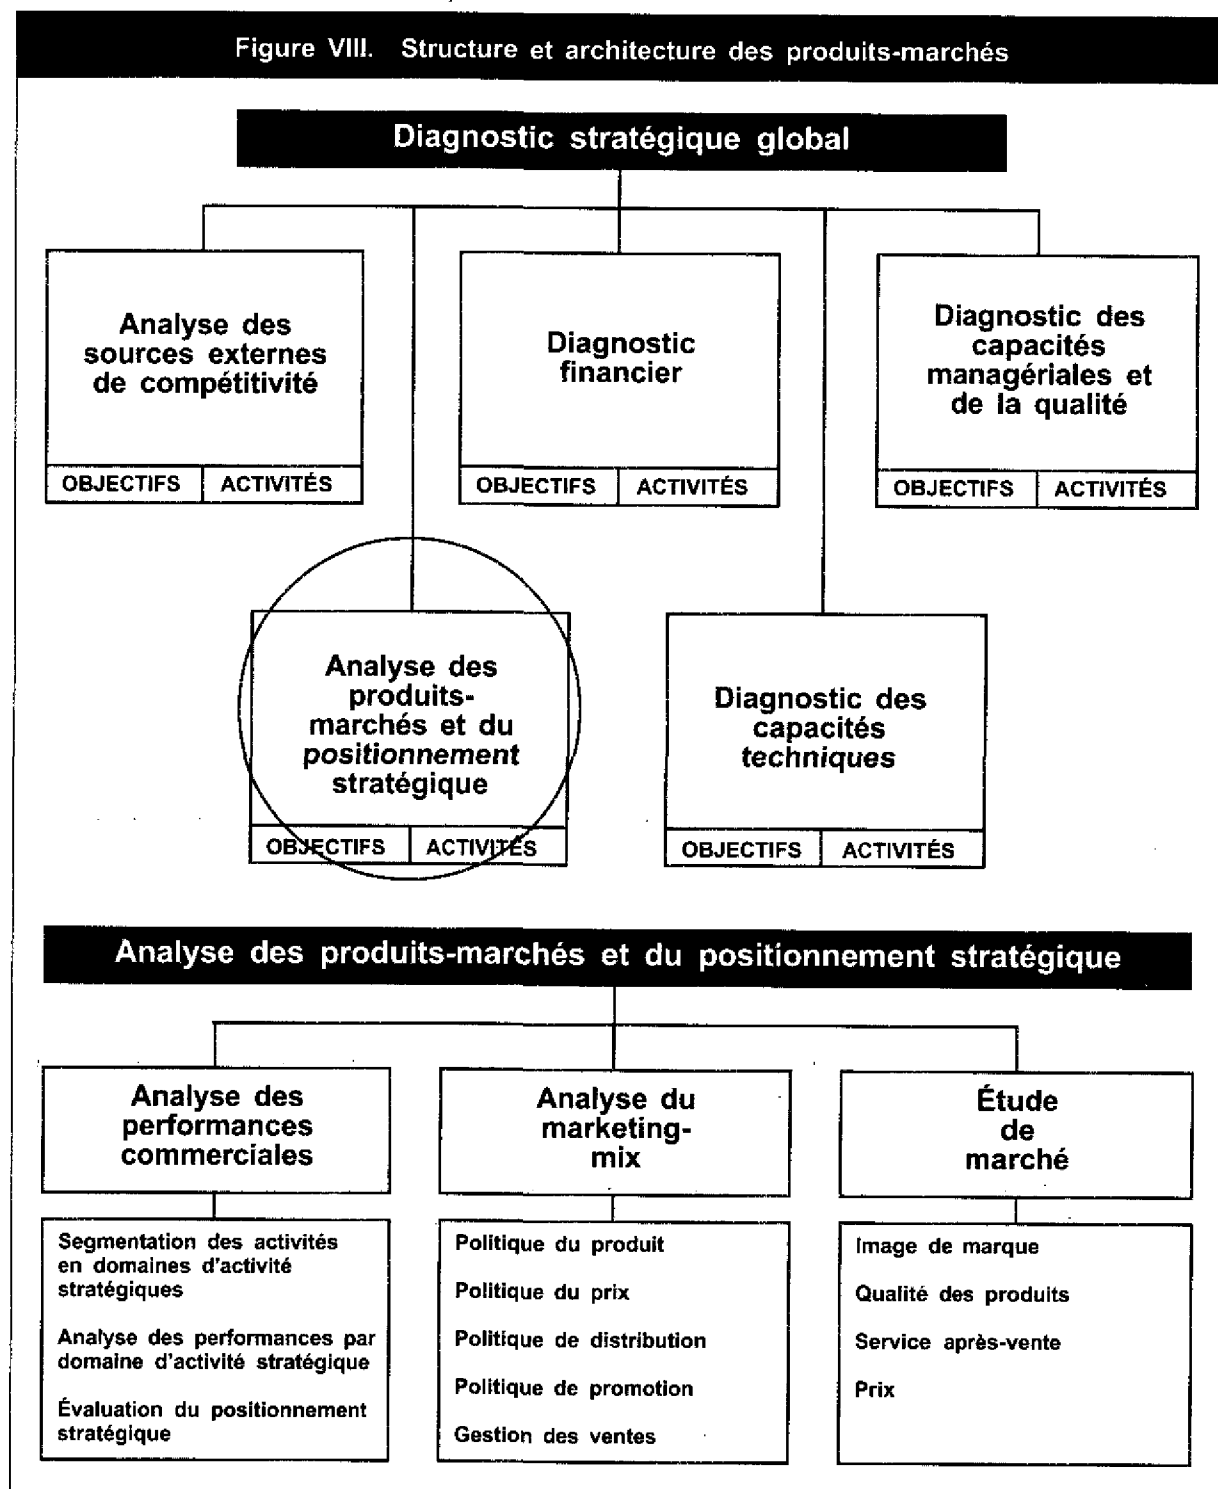 Figure VIII. Structure et architecture des produits-marchés
Diagnostic stratégique global
Analyse des
sources externes
de compétitivité
OBJECTIFS ACTIVITÉS
Diagnostic
financier
OBJECTIFS ACTIVITÉS
Diagnostic des
capacités
managériales et
de la qualité
OBJECTIFS ACTIVITÉS
Analyse des
produits-
marchés et du
positionnement
stratégique
OBJECTIFS ACTIVITÉS
Diagnostic des
capacités
techniques
OBJECTIFS ACTIVITÉS
Analyse des produits-marchés et du positionnement stratégique
Analyse des
performances
commerciales
Segmentation des activités
en domaines d'activité
stratégiques
Analyse des performances par
domaine d'activité stratégique
Évaluation du positionnement
stratégique
Analyse du
marketing-
mix
Politique du produit
Politique du prix
Politique de distribution
Politique de promotion
Gestion des ventes
Étude
de
marché
Image de marque
Qualité des produits
Service après-vente
Prix